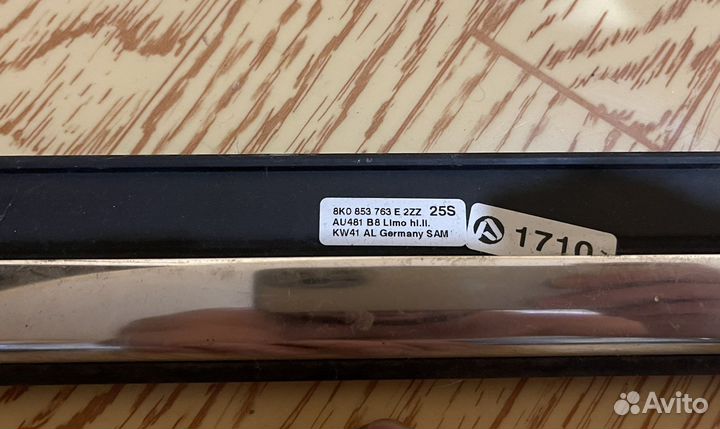 8K0 853 763 E 2ZZ 25S
AU481 B8 Limo hl.li.
KW41 AL Germany SAM
1710
Avito